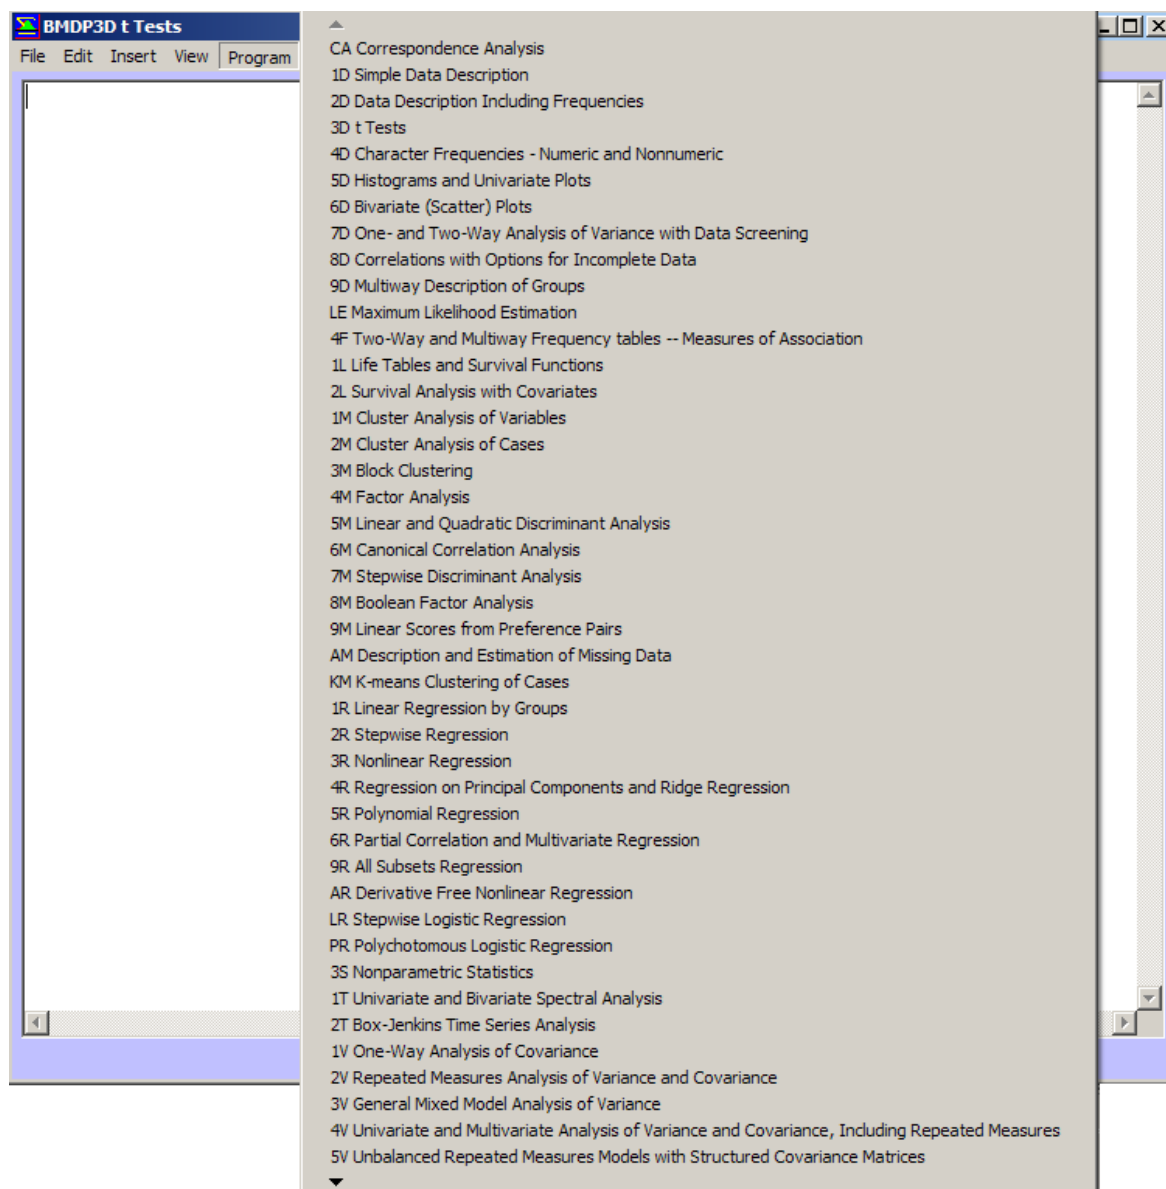 BMDP3D t Tests
File Edit Insert View Program
CA Correspondence Analysis
1D Simple Data Description
2D Data Description Including Frequencies
3D t Tests
4D Character Frequencies - Numeric and Nonnumeric
5D Histograms and Univariate Plots
6D Bivariate (Scatter) Plots
7D One- and Two-Way Analysis of Variance with Data Screening
8D Correlations with Options for Incomplete Data
9D Multiway Description of Groups
LE Maximum Likelihood Estimation
4F Two-Way and Multiway Frequency tables -- Measures of Association
1L Life Tables and Survival Functions
2L Survival Analysis with Covariates
1M Cluster Analysis of Variables
2M Cluster Analysis of Cases
3M Block Clustering
4M Factor Analysis
5M Linear and Quadratic Discriminant Analysis
6M Canonical Correlation Analysis
7M Stepwise Discriminant Analysis
8M Boolean Factor Analysis
9M Linear Scores from Preference Pairs
AM Description and Estimation of Missing Data
KM K-means Clustering of Cases
1R Linear Regression by Groups
2R Stepwise Regression
3R Nonlinear Regression
4R Regression on Principal Components and Ridge Regression
5R Polynomial Regression
6R Partial Correlation and Multivariate Regression
9R All Subsets Regression
AR Derivative Free Nonlinear Regression
LR Stepwise Logistic Regression
PR Polychotomous Logistic Regression
3S Nonparametric Statistics
1T Univariate and Bivariate Spectral Analysis
2T Box-Jenkins Time Series Analysis
1V One-Way Analysis of Covariance
2V Repeated Measures Analysis of Variance and Covariance
3V General Mixed Model Analysis of Variance
4V Univariate and Multivariate Analysis of Variance and Covariance, Including Repeated Measures
5V Unbalanced Repeated Measures Models with Structured Covariance Matrices